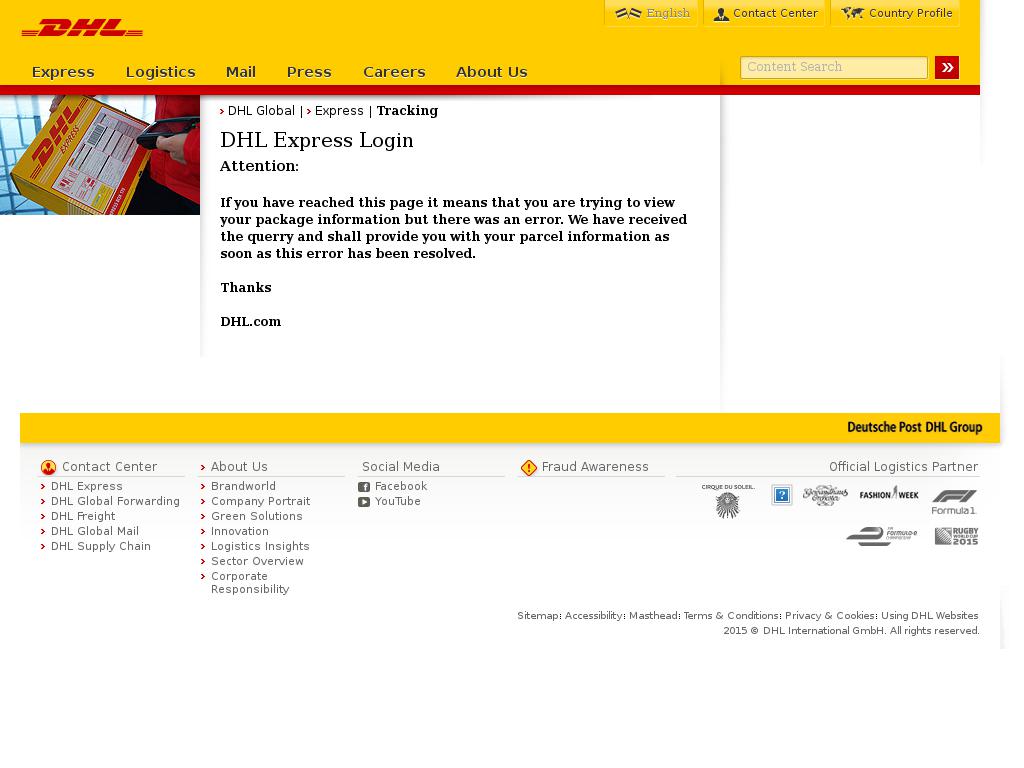 DHL
English
Contact Center
Country Profile
Express
Logistics
Mail
Press
Careers
About Us
Content Search
DHL Global | Express | Tracking
DHL Express Login
Attention:
If you have reached this page it means that you are trying to view
your package information but there was an error. We have received
the querry and shall provide you with your parcel information as
soon as this error has been resolved.
Thanks
DHL.com
DHL
EXPRESS
Deutsche Post DHL Group
Contact Center
DHL Express
DHL Global Forwarding
DHL Freight
DHL Global Mail
DHL Supply Chain
About Us
Brandworld
Company Portrait
Green Solutions
Innovation
Logistics Insights
Sector Overview
Corporate
Responsibility
Social Media
Facebook
YouTube
Fraud Awareness
Official Logistics Partner
CIRQUE DU SOLEIL.
?
Gewandhaus
Orchester
FASHION WEEK
Formula 1.
RUGBY
WORLD CUP
2015
Sitemap: Accessibility: Masthead: Terms & Conditions: Privacy & Cookies: Using DHL Websites
2015 © DHL International GmbH. All rights reserved.